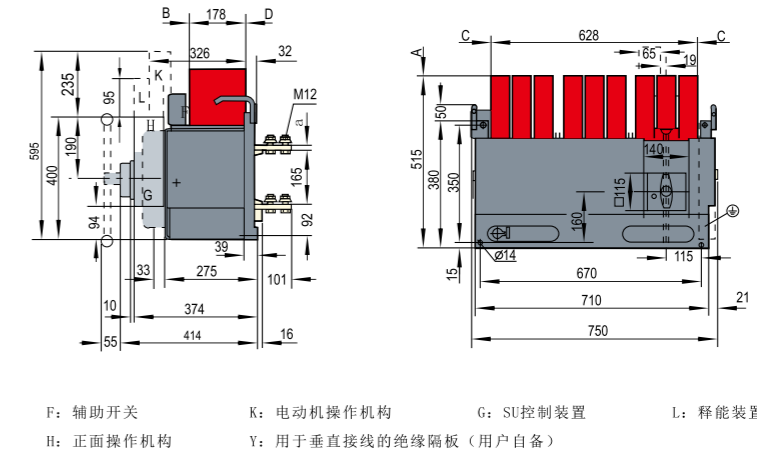 B 178 D
326 32
K
235 95 L
M12
F
H
a
595 400 190
G
165
94
92
39
33 275 101
10 374
55 414 16
C 628 C
65
A
19
50
140
515 380 350
□115
160
Ø14
115
15
670
710 21
750
F：辅助开关 K：电动机操作机构 G：SU控制装置 L：释能装置
H：正面操作机构 Y：用于垂直接线的绝缘隔板（用户自备）